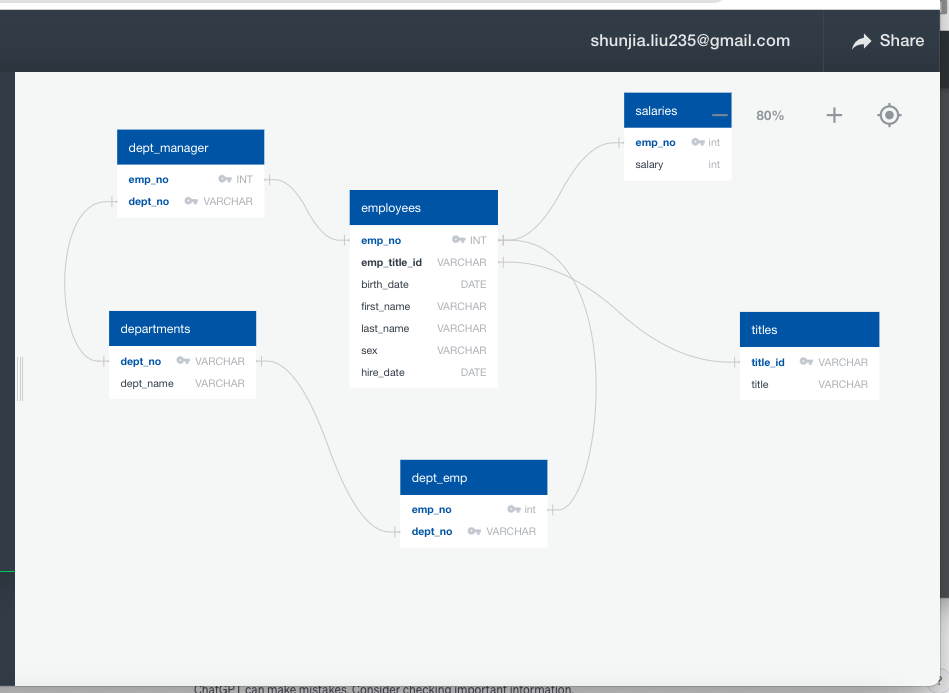 shunjia.liu235@gmail.com
Share
salaries
80%
emp_no int
salary int
dept_manager
emp_no INT
dept_no VARCHAR
employees
emp_no INT
emp_title_id VARCHAR
birth_date DATE
first_name VARCHAR
last_name VARCHAR
sex VARCHAR
hire_date DATE
departments
dept_no VARCHAR
dept_name VARCHAR
titles
title_id VARCHAR
title VARCHAR
dept_emp
emp_no int
dept_no VARCHAR
ChatGPT can make mistakes. Consider checking important information.